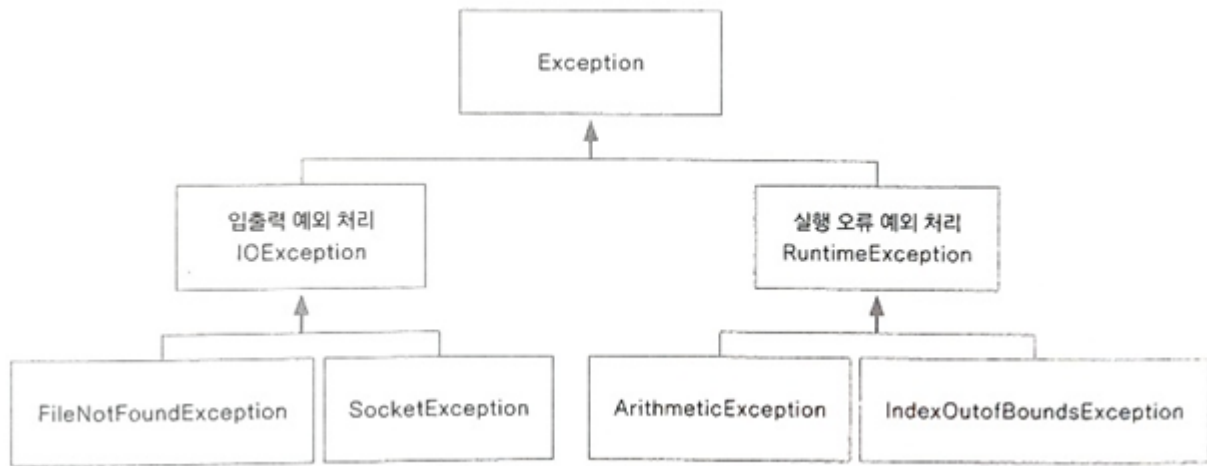 Exception
입출력 예외 처리
IOException
실행 오류 예외 처리
RuntimeException
FileNotFoundException
SocketException
ArithmeticException
IndexOutofBoundsException